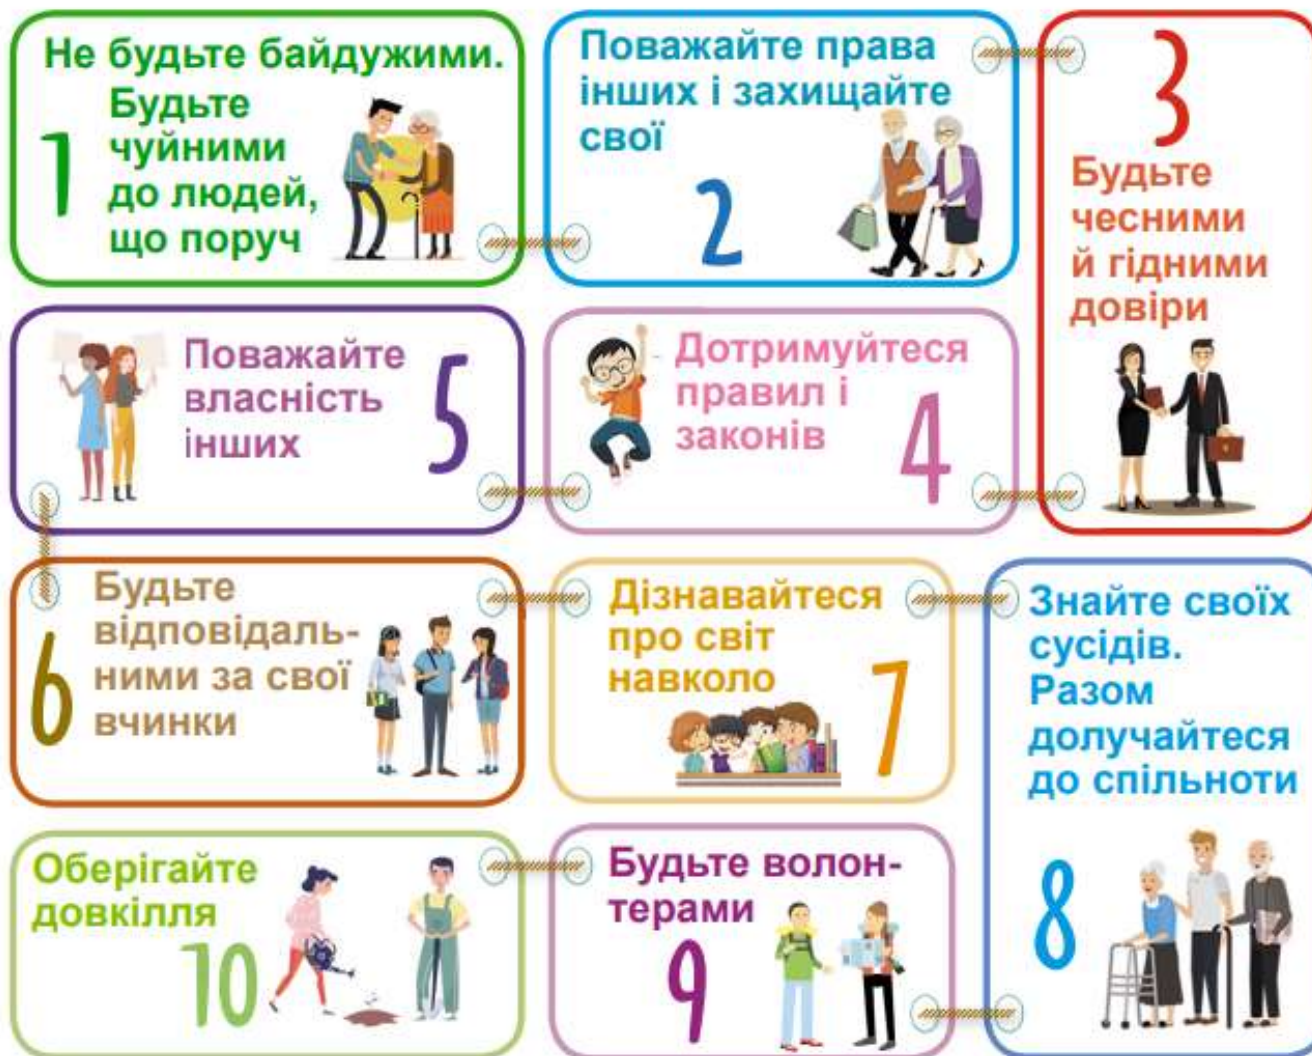 Не будьте байдужими.
1
Будьте
чуйними
до людей,
що поруч
Поважайте права
інших і захищайте
свої
2
3
Будьте
чесними
й гідними
довіри
Дотримуйтеся
правил і
законів
4
Поважайте
власність
інших
5
Будьте
відповідаль-
ними за свої
вчинки
6
Дізнавайтеся
про світ
навколо
7
Знайте своїх
сусідів.
Разом
долучайтеся
до спільноти
8
Будьте волон-
терами
9
Оберігайте
довкілля
10